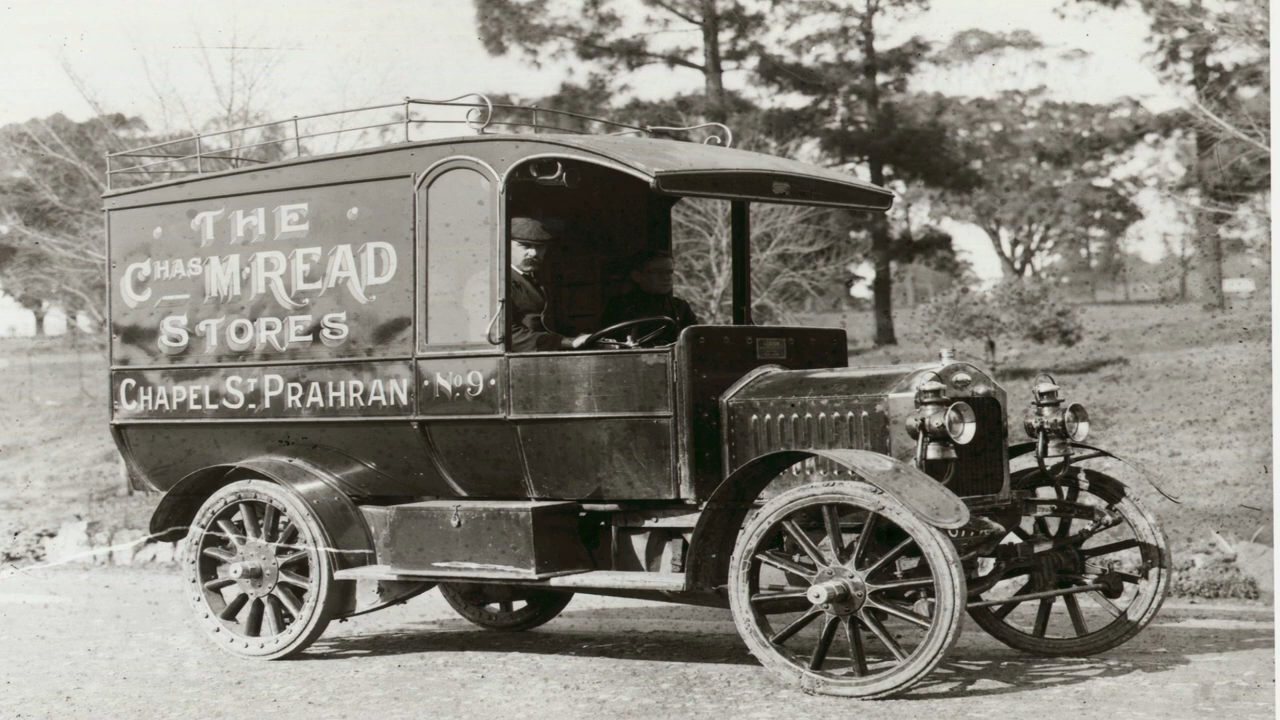 THE
CHAS M. READ
STORES
CHAPEL ST. PRAHRAN
· No. 9 ·